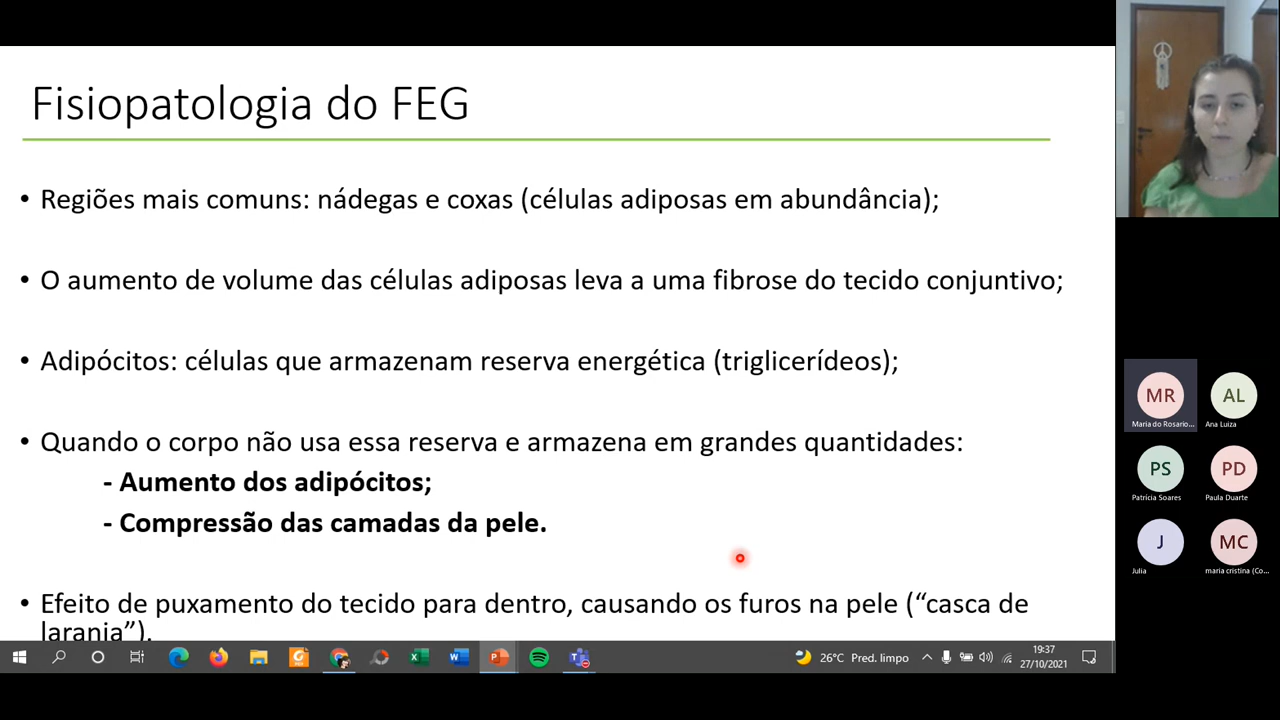 Fisiopatologia do FEG
• Regiões mais comuns: nádegas e coxas (células adiposas em abundância);
• O aumento de volume das células adiposas leva a uma fibrose do tecido conjuntivo;
• Adipócitos: células que armazenam reserva energética (triglicerídeos);
• Quando o corpo não usa essa reserva e armazena em grandes quantidades:
- Aumento dos adipócitos;
- Compressão das camadas da pele.
• Efeito de puxamento do tecido para dentro, causando os furos na pele (“casca de
laranja”).
MR
AL
Maria do Rosario...
Ana Luiza
PS
PD
Patrícia Soares
Paula Duarte
J
MC
Julia
maria cristina (Co...
26°C Pred. limpo
19:37
27/10/2021